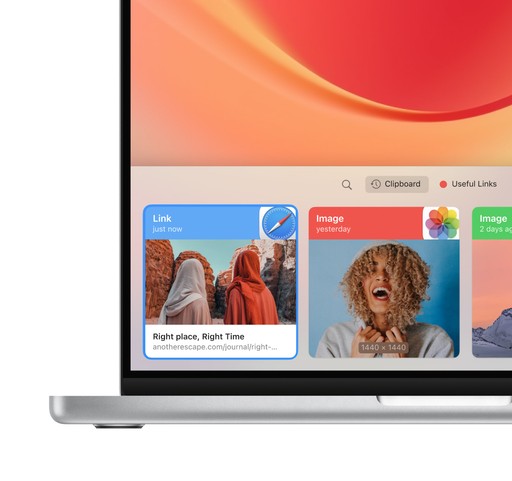 Clipboard
Useful Links
Link
just now
Right place, Right Time
anotherescape.com/journal/right-...
Image
yesterday
1440 × 1440
Image
2 days ag